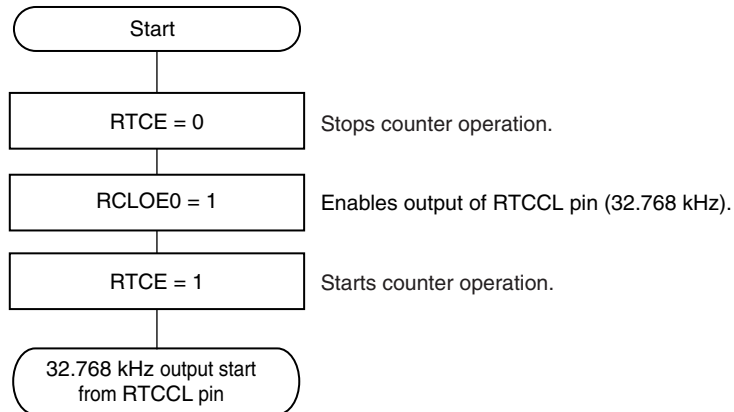 Start
RTCE = 0
Stops counter operation.
RCLOE0 = 1
Enables output of RTCCL pin (32.768 kHz).
RTCE = 1
Starts counter operation.
32.768 kHz output start
from RTCCL pin